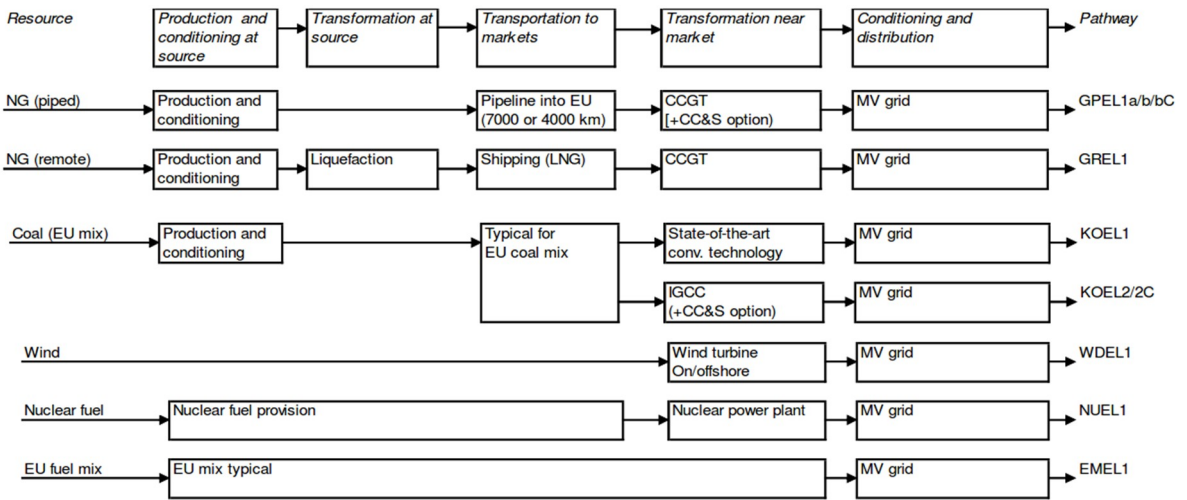 Resource
Production and
conditioning at
source
Transformation at
source
Transportation to
markets
Transformation near
market
Conditioning and
distribution
Pathway
NG (piped)
Production and
conditioning
Pipeline into EU
(7000 or 4000 km)
CCGT
[+CC&S option)
MV grid
GPEL1a/b/bC
NG (remote)
Production and
conditioning
Liquefaction
Shipping (LNG)
CCGT
MV grid
GREL1
Coal (EU mix)
Production and
conditioning
Typical for
EU coal mix
State-of-the-art
conv. technology
MV grid
KOEL1
IGCC
(+CC&S option)
MV grid
KOEL2/2C
Wind
Wind turbine
On/offshore
MV grid
WDEL1
Nuclear fuel
Nuclear fuel provision
Nuclear power plant
MV grid
NUEL1
EU fuel mix
EU mix typical
MV grid
EMEL1